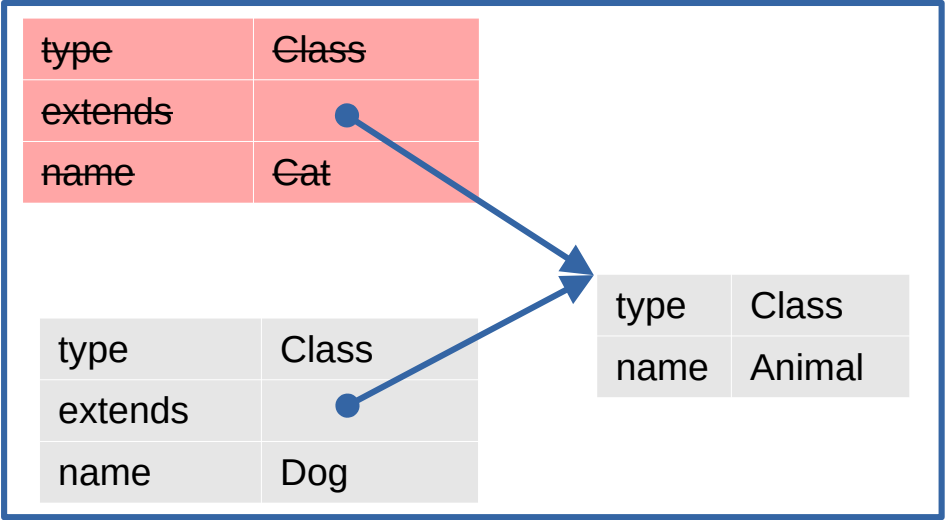 type Class
extends
name Cat
type Class
name Animal
type Class
extends
name Dog